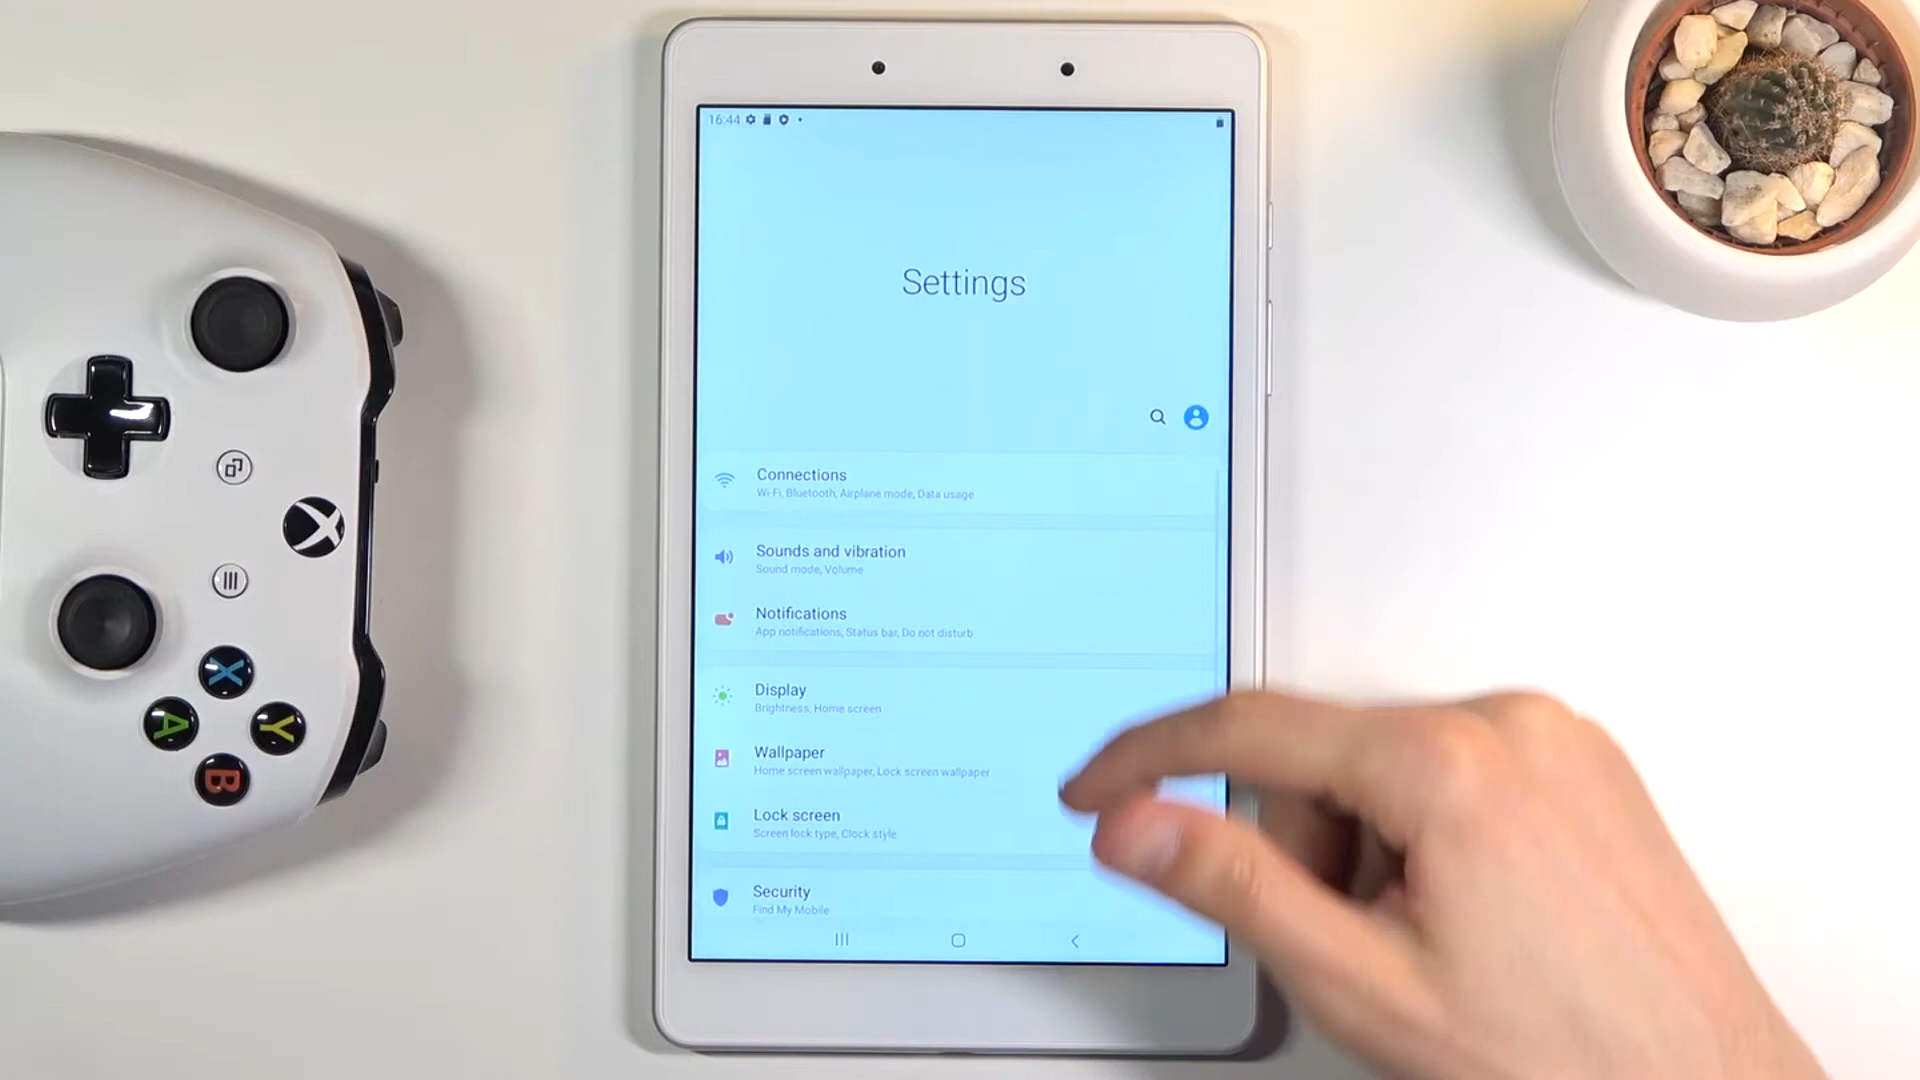 16:44
Settings
Connections
Wi-Fi, Bluetooth, Airplane mode, Data usage
Sounds and vibration
Sound mode, Volume
Notifications
App notifications, Status bar, Do not disturb
Display
Brightness, Home screen
Wallpaper
Home screen wallpaper, Lock screen wallpaper
Lock screen
Screen lock type, Clock style
Security
Find My Mobile
X
A
Y
B